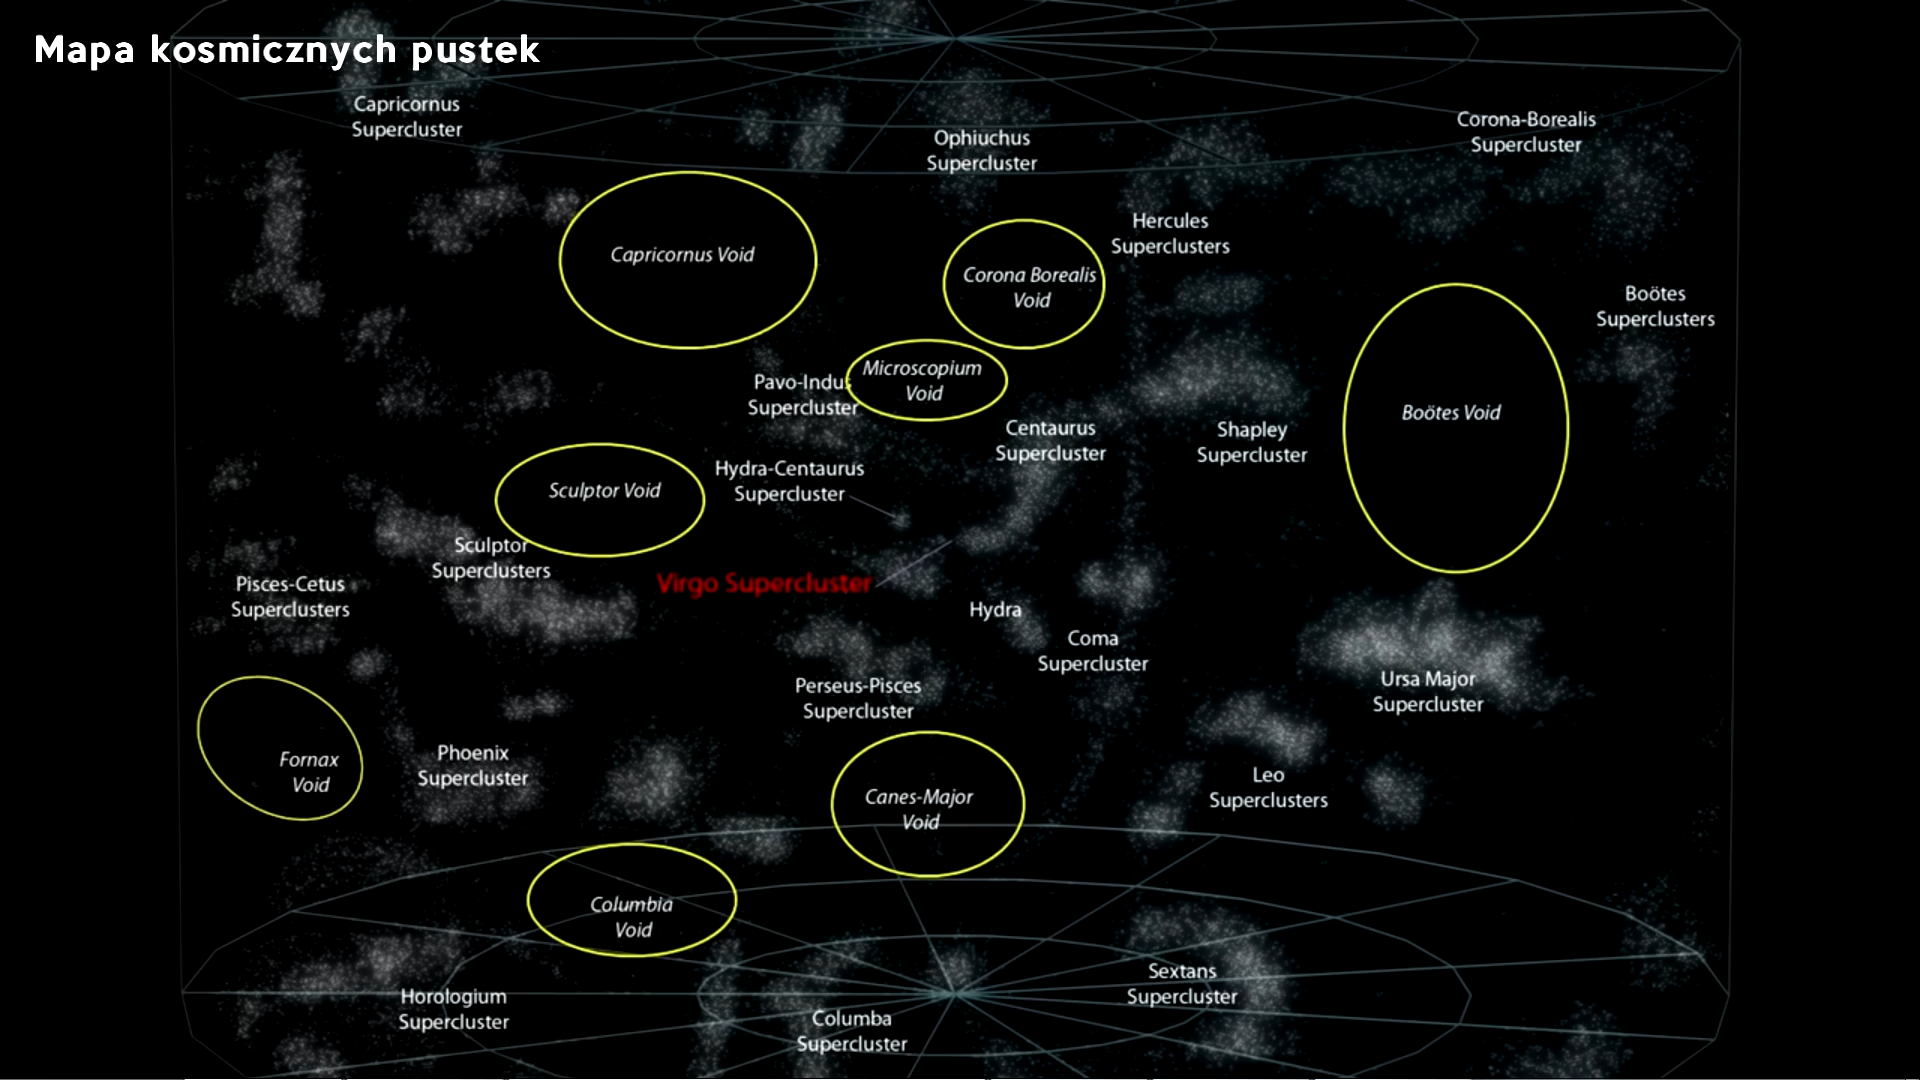 Mapa kosmicznych pustek
Capricornus
Supercluster
Ophiuchus
Supercluster
Corona-Borealis
Supercluster
Hercules
Superclusters
Capricornus Void
Corona Borealis
Void
Boötes
Superclusters
Microscopium
Void
Pavo-Indus
Supercluster
Boötes Void
Centaurus
Supercluster
Shapley
Supercluster
Hydra-Centaurus
Supercluster
Sculptor Void
Sculptor
Superclusters
Pisces-Cetus
Superclusters
Virgo Supercluster
Hydra
Coma
Supercluster
Perseus-Pisces
Supercluster
Ursa Major
Supercluster
Fornax
Void
Phoenix
Supercluster
Canes-Major
Void
Leo
Superclusters
Columbia
Void
Horologium
Supercluster
Columba
Supercluster
Sextans
Supercluster